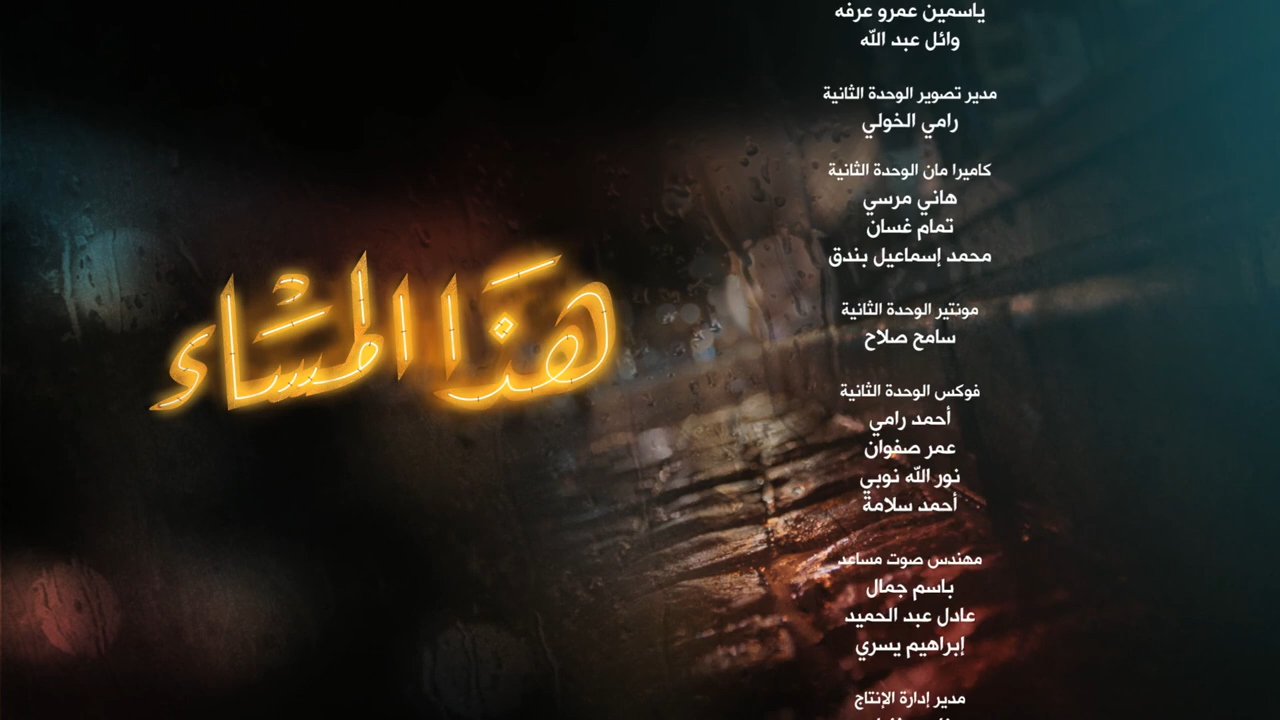 هَذَا المْسَاء
ياسمين عمرو عرفه
وائل عبد الله
مدير تصوير الوحدة الثانية
رامي الخولي
كاميرا مان الوحدة الثانية
هاني مرسي
تمام غسان
محمد إسماعيل بندق
مونتير الوحدة الثانية
سامح صلاح
فوكس الوحدة الثانية
أحمد رامي
عمر صفوان
نور الله نوبي
أحمد سلامة
مهندس صوت مساعد
باسم جمال
عادل عبد الحميد
إبراهيم يسري
مدير إدارة الإنتاج